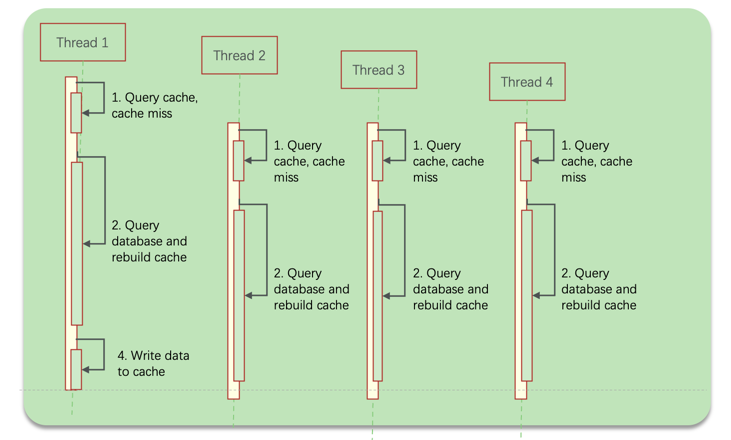 Thread 1
Thread 2
Thread 3
Thread 4
1. Query cache,
cache miss
2. Query
database and
rebuild cache
4. Write data
to cache
1. Query
cache, cache
miss
2. Query
database and
rebuild cache
1. Query
cache, cache
miss
2. Query
database and
rebuild cache
1. Query
cache, cache
miss
2. Query
database and
rebuild cache